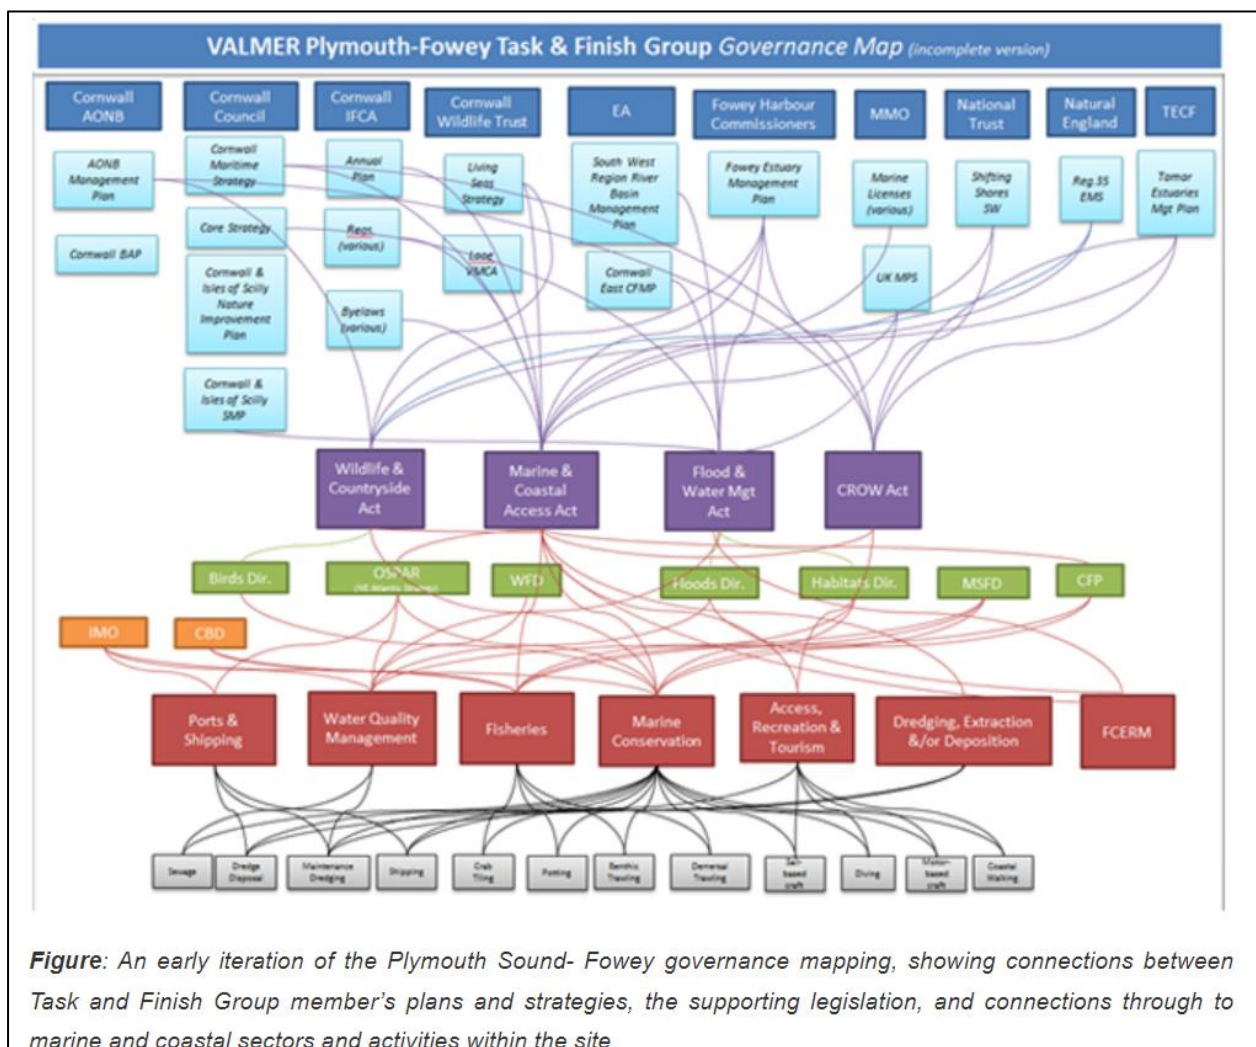 VALMER Plymouth-Fowey Task & Finish Group Governance Map (incomplete version)
Cornwall
AONB
Cornwall
Council
Cornwall
IFCA
Cornwall
Wildlife Trust
EA
Fowey Harbour
Commissioners
MMO
National
Trust
Natural
England
TECF
AONB
Management
Plan
Cornwall BAP
Cornwall
Maritime
Strategy
Core Strategy
Cornwall &
Isles of Scilly
Nature
Improvement
Plan
Cornwall &
Isles of Scilly
SMP
Annual
Plan
Regs.
(various)
Byelaws
(various)
Living
Seas
Strategy
Looe
VMCA
South West
Region River
Basin
Management
Plan
Cornwall
East CFMP
Fowey Estuary
Management
Plan
Marine
Licenses
(various)
UK MPS
Shifting
Shores
SW
Reg.35
EMS
Tamar
Estuaries
Mgt Plan
Wildlife &
Countryside
Act
Marine &
Coastal
Access Act
Flood &
Water Mgt
Act
CROW Act
Birds Dir.
OSPAR
(NE Atlantic Strategy)
WFD
Floods Dir.
Habitats Dir.
MSFD
CFP
IMO
CBD
Ports &
Shipping
Water Quality
Management
Fisheries
Marine
Conservation
Access,
Recreation &
Tourism
Dredging, Extraction
&/or Deposition
FCERM
Sewage
Dredge
Disposal
Maintenance
Dredging
Shipping
Crab
Tiling
Potting
Benthic
Trawling
Demersal
Trawling
Sail-
based
craft
Diving
Motor-
based
craft
Coastal
Walking
Figure: An early iteration of the Plymouth Sound- Fowey governance mapping, showing connections between
Task and Finish Group member's plans and strategies, the supporting legislation, and connections through to
marine and coastal sectors and activities within the site